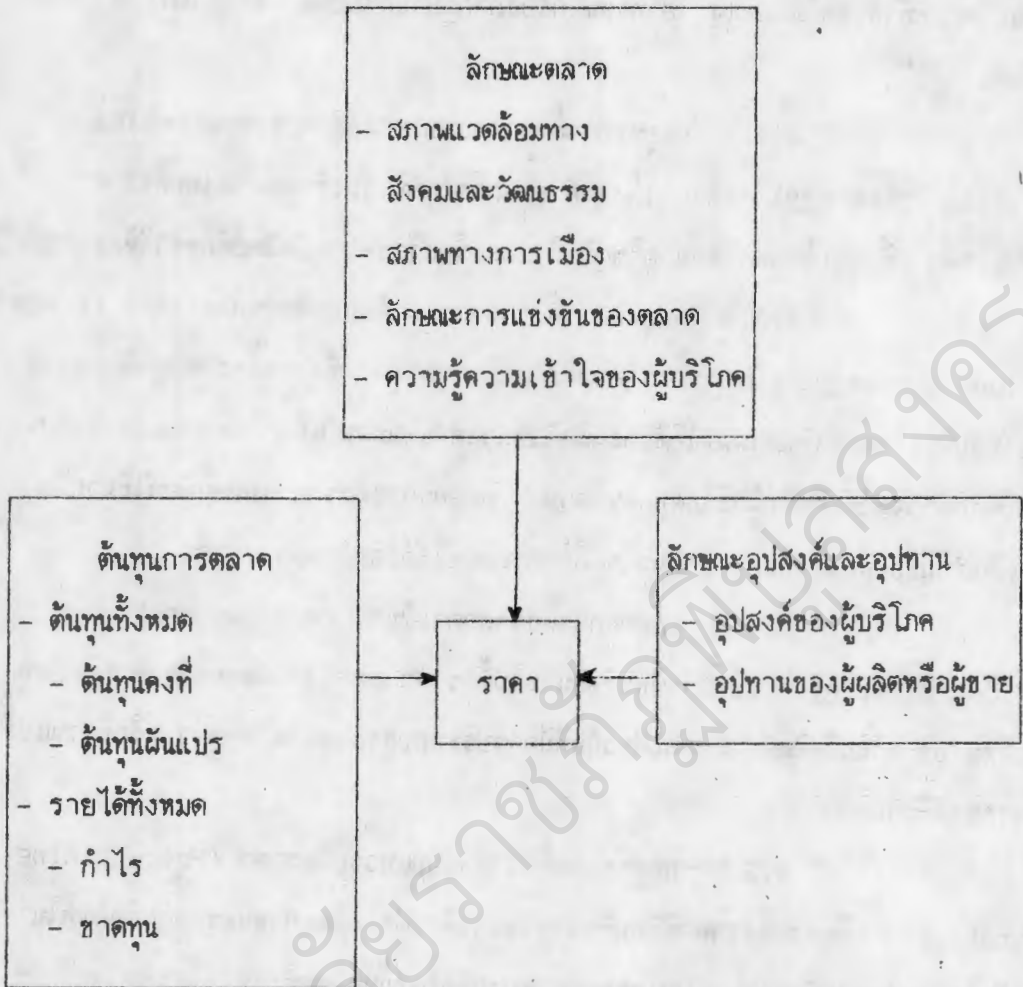 ลักษณะตลาด
- สภาพแวดล้อมทาง
สังคมและวัฒนธรรม
- สภาพทางการเมือง
- ลักษณะการแข่งขันของตลาด
- ความรู้ความเข้าใจของผู้บริโภค
ต้นทุนการตลาด
- ต้นทุนทั้งหมด
- ต้นทุนคงที่
- ต้นทุนผันแปร
- รายได้ทั้งหมด
- กำไร
- ขาดทุน
ราคา
ลักษณะอุปสงค์และอุปทาน
- อุปสงค์ของผู้บริโภค
- อุปทานของผู้ผลิตหรือผู้ขาย